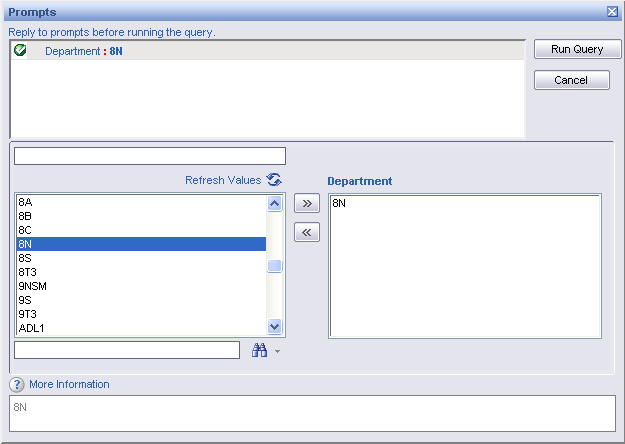 Prompts
Reply to prompts before running the query.
Department : 8N
Run Query
Cancel
Refresh Values
Department
8A
8B
8C
8N
8S
8T3
9NSM
9S
9T3
ADL1
>>
<<
8N
? More Information
8N